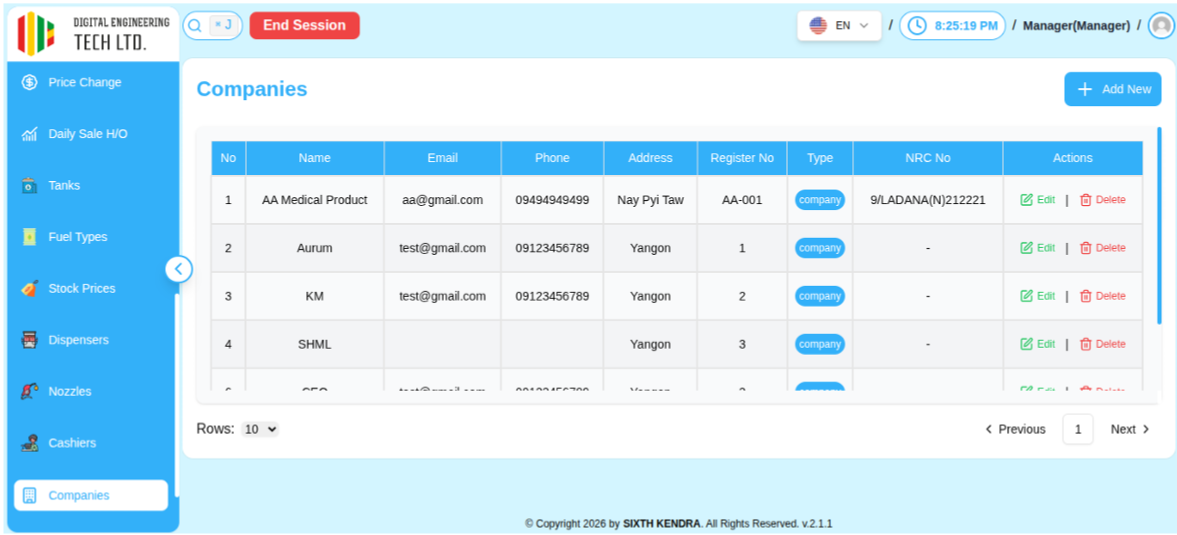 DIGITAL ENGINEERING
TECH LTD.
J
End Session
EN
/
8:25:19 PM
/ Manager(Manager) /
Price Change
Daily Sale H/O
Tanks
Fuel Types
Stock Prices
Dispensers
Nozzles
Cashiers
Companies
Companies
Add New
No Name Email Phone Address Register No Type NRC No Actions
1 AA Medical Product aa@gmail.com 09494949499 Nay Pyi Taw AA-001 company 9/LADANA(N)212221 Edit | Delete
2 Aurum test@gmail.com 09123456789 Yangon 1 company - Edit | Delete
3 KM test@gmail.com 09123456789 Yangon 2 company - Edit | Delete
4 SHML Yangon 3 company - Edit | Delete
Rows: 10
Previous 1 Next
© Copyright 2026 by SIXTH KENDRA. All Rights Reserved. v.2.1.1